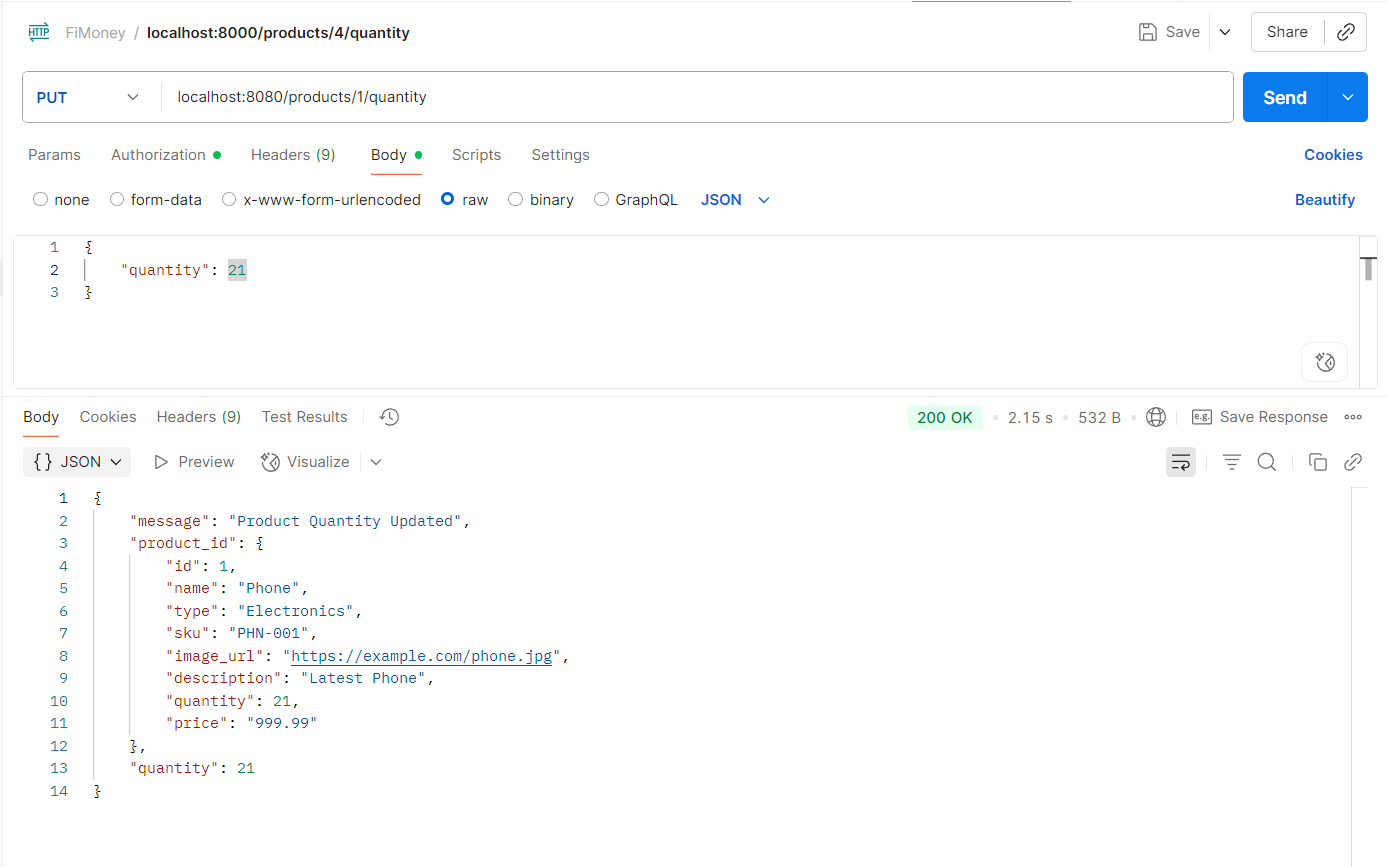 HTTP FiMoney / localhost:8000/products/4/quantity Save Share
PUT localhost:8080/products/1/quantity Send
Params Authorization Headers (9) Body Scripts Settings Cookies
none form-data x-www-form-urlencoded raw binary GraphQL JSON Beautify
1 {
2 "quantity": 21
3 }
Body Cookies Headers (9) Test Results 200 OK 2.15 s 532 B e.g. Save Response
{} JSON Preview Visualize
1 {
2 "message": "Product Quantity Updated",
3 "product_id": {
4 "id": 1,
5 "name": "Phone",
6 "type": "Electronics",
7 "sku": "PHN-001",
8 "image_url": "https://example.com/phone.jpg",
9 "description": "Latest Phone",
10 "quantity": 21,
11 "price": "999.99"
12 },
13 "quantity": 21
14 }